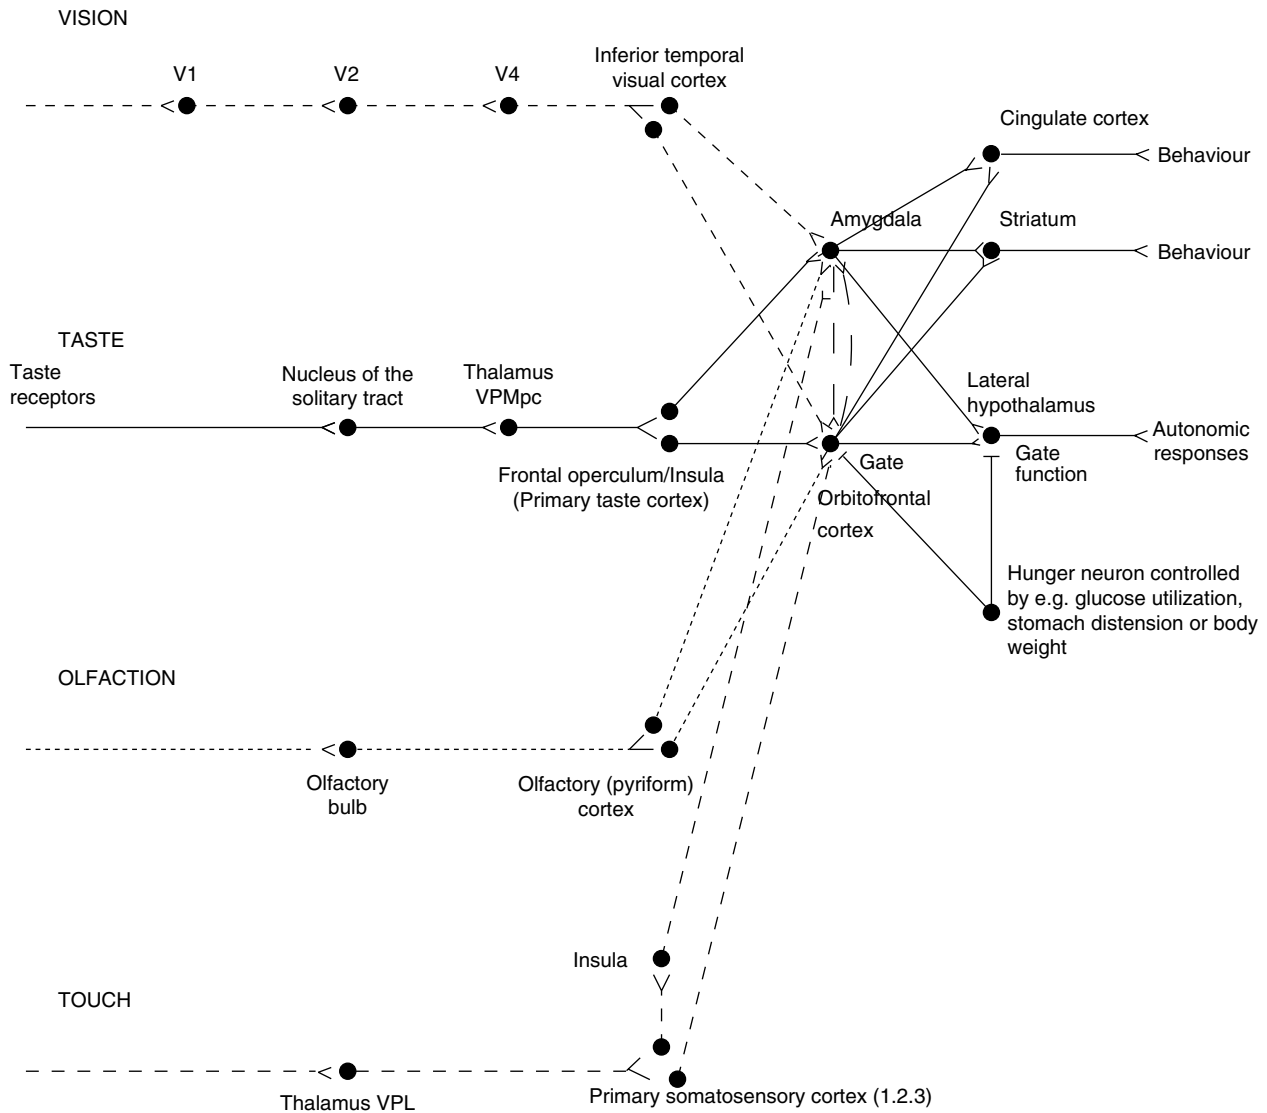 VISION
V1
V2
V4
Inferior temporal
visual cortex
Cingulate cortex
Behaviour
Amygdala
Striatum
Behaviour
TASTE
Taste
receptors
Nucleus of the
solitary tract
Thalamus
VPMpc
Frontal operculum/Insula
(Primary taste cortex)
Gate
Orbitofrontal
cortex
Lateral
hypothalamus
Gate
function
Autonomic
responses
Hunger neuron controlled
by e.g. glucose utilization,
stomach distension or body
weight
OLFACTION
Olfactory
bulb
Olfactory (pyriform)
cortex
Insula
TOUCH
Thalamus VPL
Primary somatosensory cortex (1.2.3)